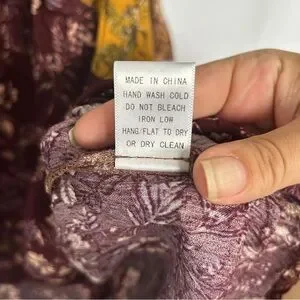 MADE IN CHINA
HAND WASH COLD
DO NOT BLEACH
IRON LOW
HANG/FLAT TO DRY
OR DRY CLEAN